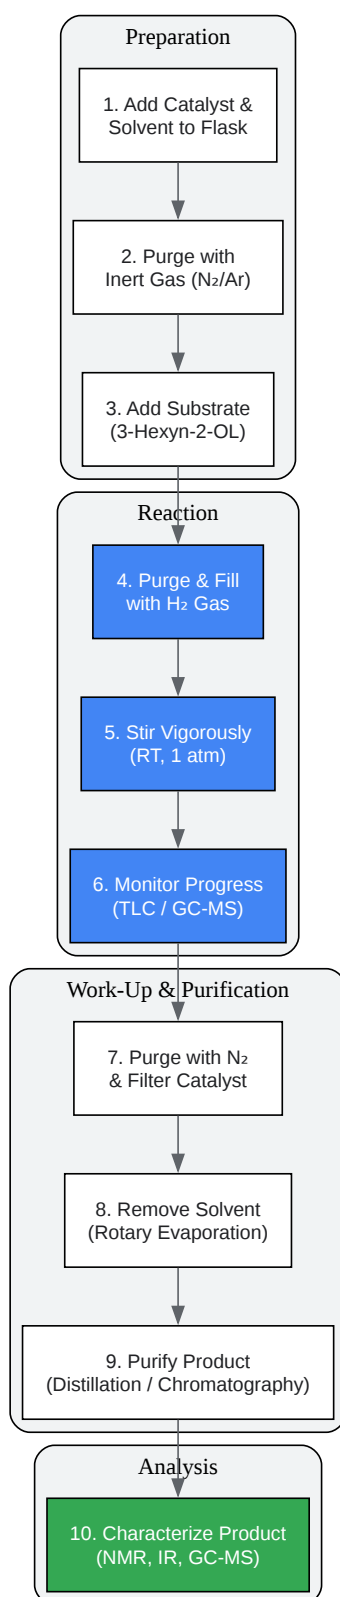 Preparation
1. Add Catalyst &
Solvent to Flask
2. Purge with
Inert Gas (N₂/Ar)
3. Add Substrate
(3-Hexyn-2-OL)
Reaction
4. Purge & Fill
with H₂ Gas
5. Stir Vigorously
(RT, 1 atm)
6. Monitor Progress
(TLC / GC-MS)
Work-Up & Purification
7. Purge with N₂
& Filter Catalyst
8. Remove Solvent
(Rotary Evaporation)
9. Purify Product
(Distillation / Chromatography)
Analysis
10. Characterize Product
(NMR, IR, GC-MS)